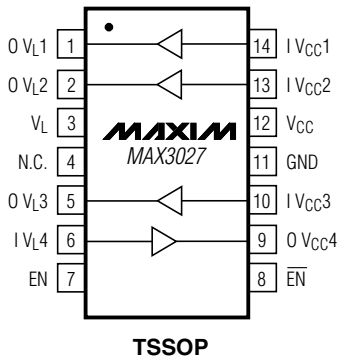 O VL1 1 14 I VCC1
O VL2 2 13 I VCC2
VL 3 12 VCC
MAXIM
N.C. 4 MAX3027 11 GND
O VL3 5 10 I VCC3
I VL4 6 9 O VCC4
EN 7 8 E̅N̅
TSSOP